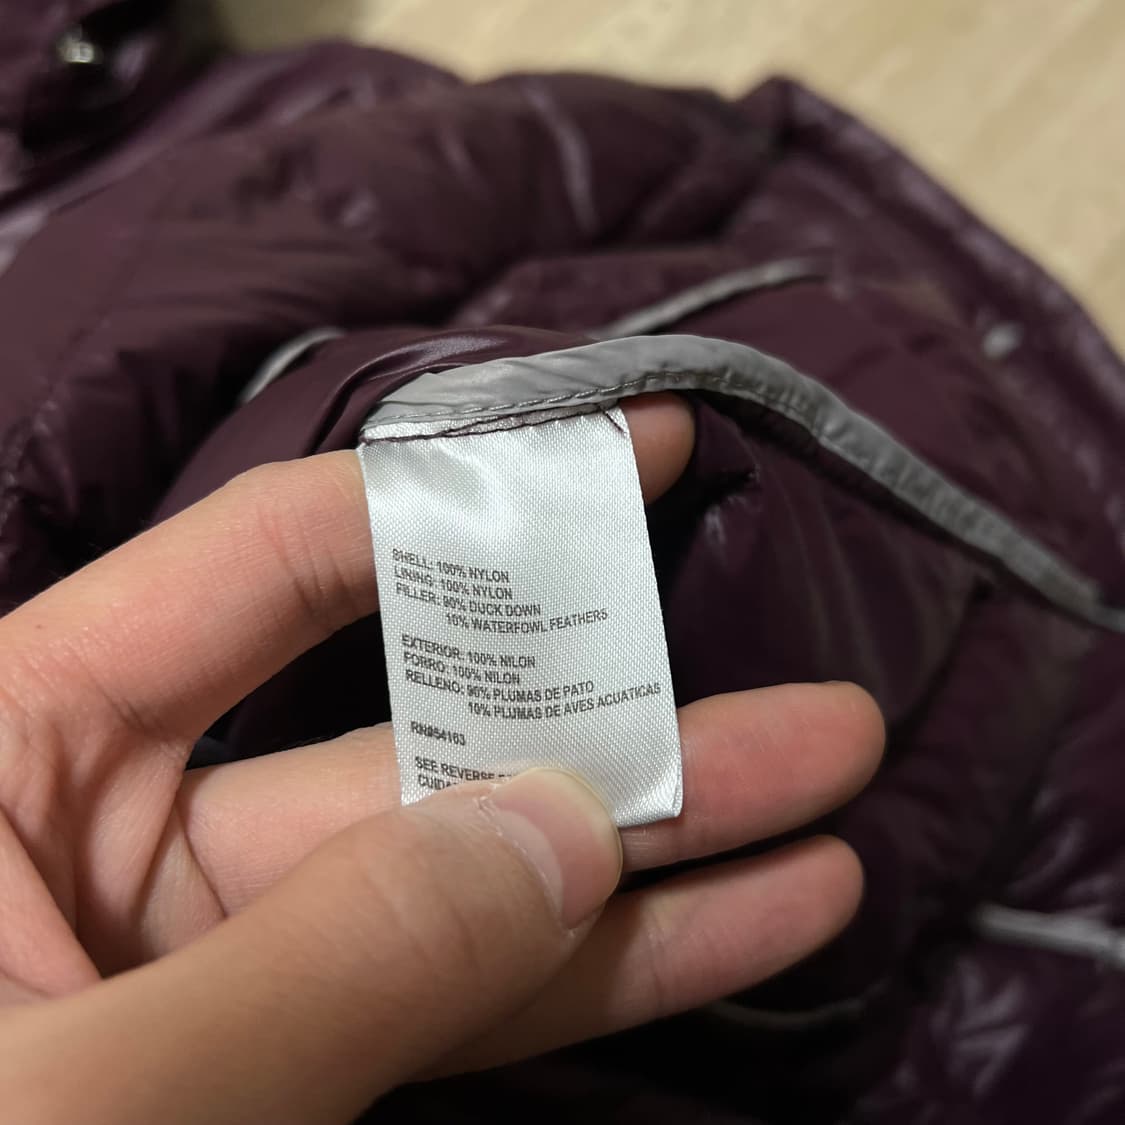 SHELL: 100% NYLON
LINING: 100% NYLON
FILLER: 90% DUCK DOWN
10% WATERFOWL FEATHERS
EXTERIOR: 100% NILON
FORRO: 100% NILON
RELLENO: 90% PLUMAS DE PATO
10% PLUMAS DE AVES ACUATICAS
RN#54163
SEE REVERSE